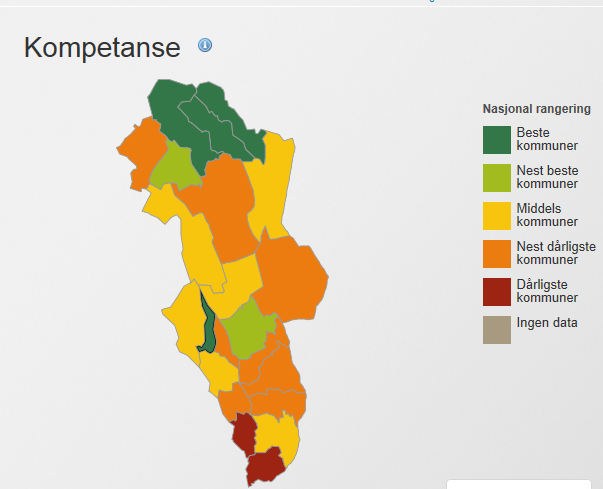 Kompetanse
Nasjonal rangering
Beste
kommuner
Nest beste
kommuner
Middels
kommuner
Nest dårligste
kommuner
Dårligste
kommuner
Ingen data